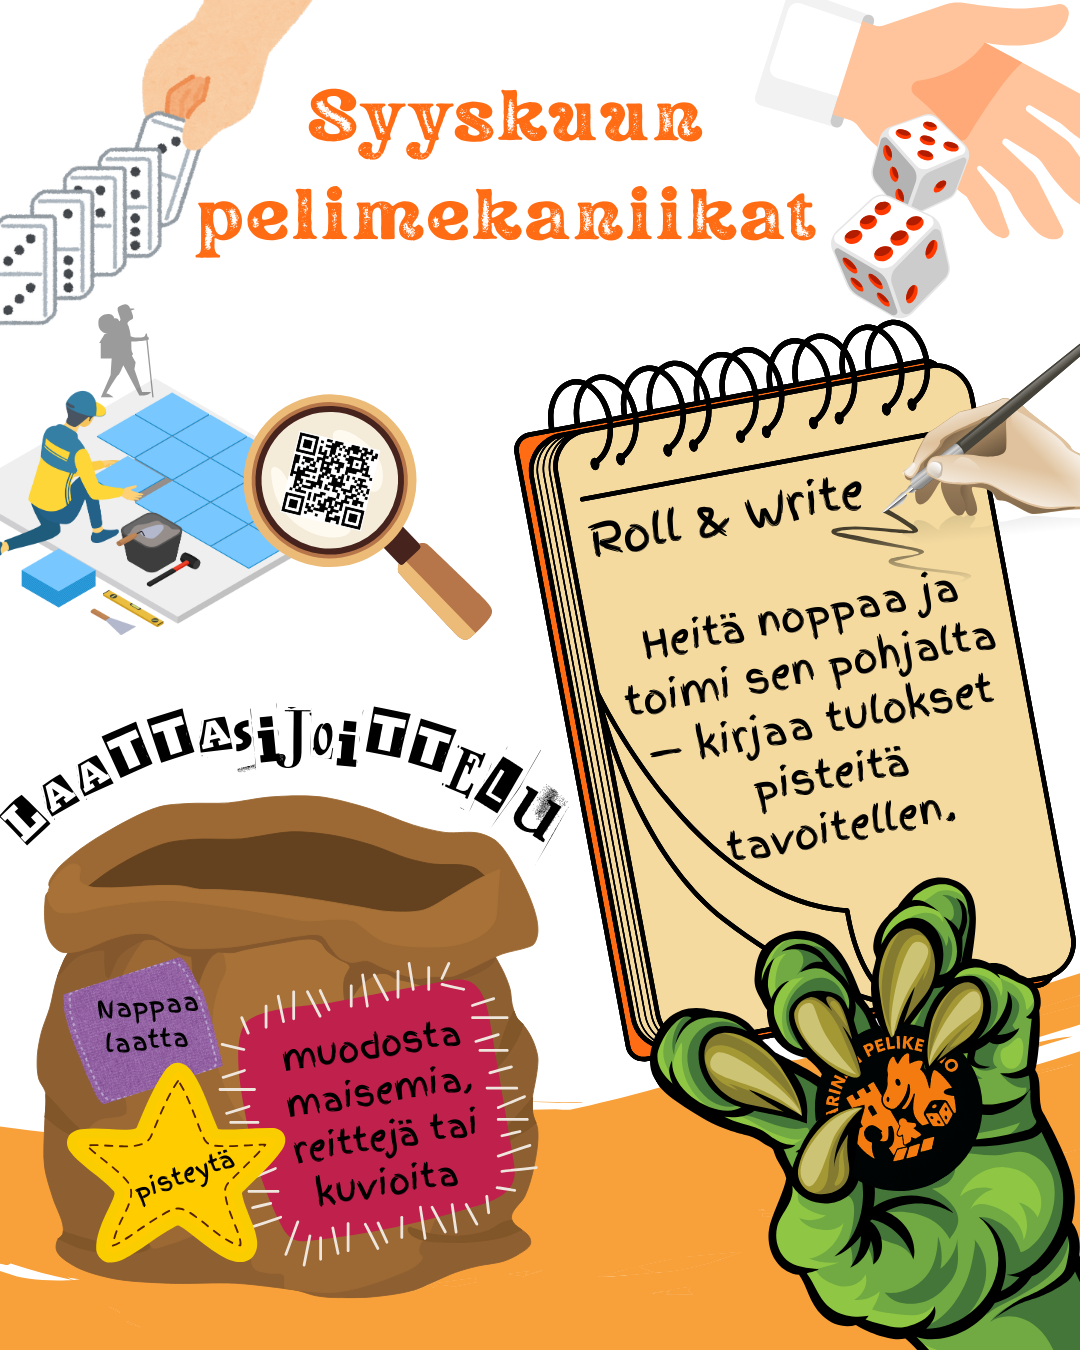 Syyskuun
pelimekaniikat
Roll & Write
Heitä noppaa ja
toimi sen pohjalta
– kirjaa tulokset
pisteitä
tavoitellen.
LAATTASiJOiTTELU
Nappaa
laatta
muodosta
maisemia,
reittejä tai
kuvioita
pisteytä